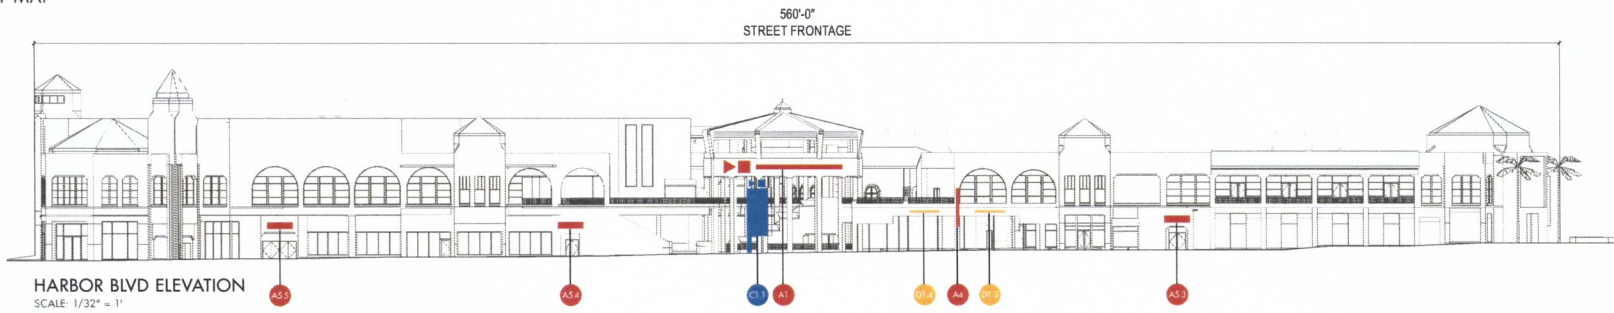 560'-0"
STREET FRONTAGE
HARBOR BLVD ELEVATION
SCALE: 1/32" = 1'
A5.5
A5.4
C1.1
A1
D1.4
A4
D1.3
A5.3